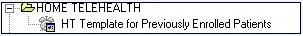 HOME TELEHEALTH
HT Template for Previously Enrolled Patients